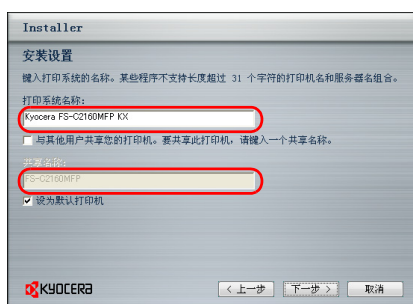 Installer
安装设置
键入打印系统的名称。某些程序不支持长度超过 31 个字符的打印机名和服务器名组合。
打印系统名称：
Kyocera FS-C2160MFP KX
与其他用户共享您的打印机。要共享此打印机，请键入一个共享名称。
共享名称：
FS-C2160MFP
设为默认打印机
KYOCERA
< 上一步
下一步 >
取消